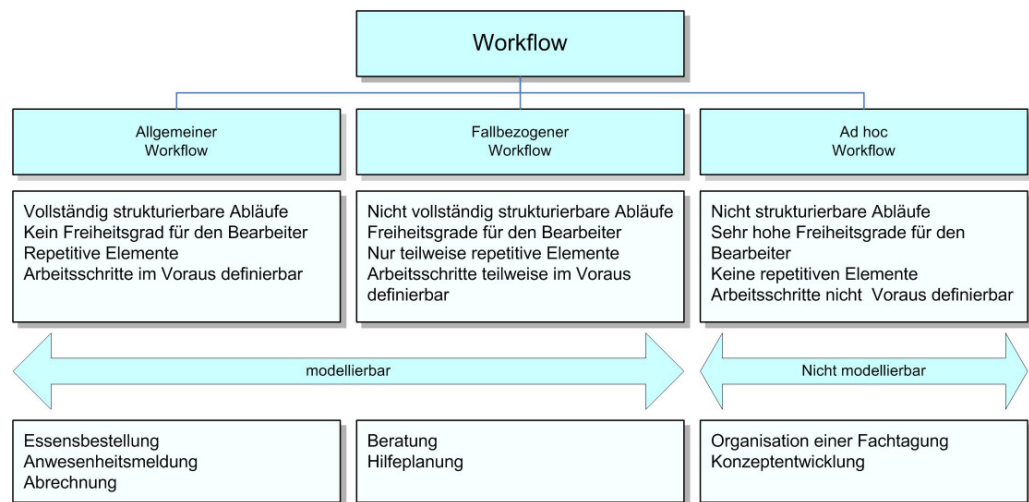 Workflow
Allgemeiner
Workflow
Fallbezogener
Workflow
Ad hoc
Workflow
Vollständig strukturierbare Abläufe
Kein Freiheitsgrad für den Bearbeiter
Repetitive Elemente
Arbeitsschritte im Voraus definierbar
Nicht vollständig strukturierbare Abläufe
Freiheitsgrade für den Bearbeiter
Nur teilweise repetitive Elemente
Arbeitsschritte teilweise im Voraus
definierbar
Nicht strukturierbare Abläufe
Sehr hohe Freiheitsgrade für den
Bearbeiter
Keine repetitiven Elemente
Arbeitsschritte nicht  Voraus definierbar
modellierbar
Nicht modellierbar
Essensbestellung
Anwesenheitsmeldung
Abrechnung
Beratung
Hilfeplanung
Organisation einer Fachtagung
Konzeptentwicklung